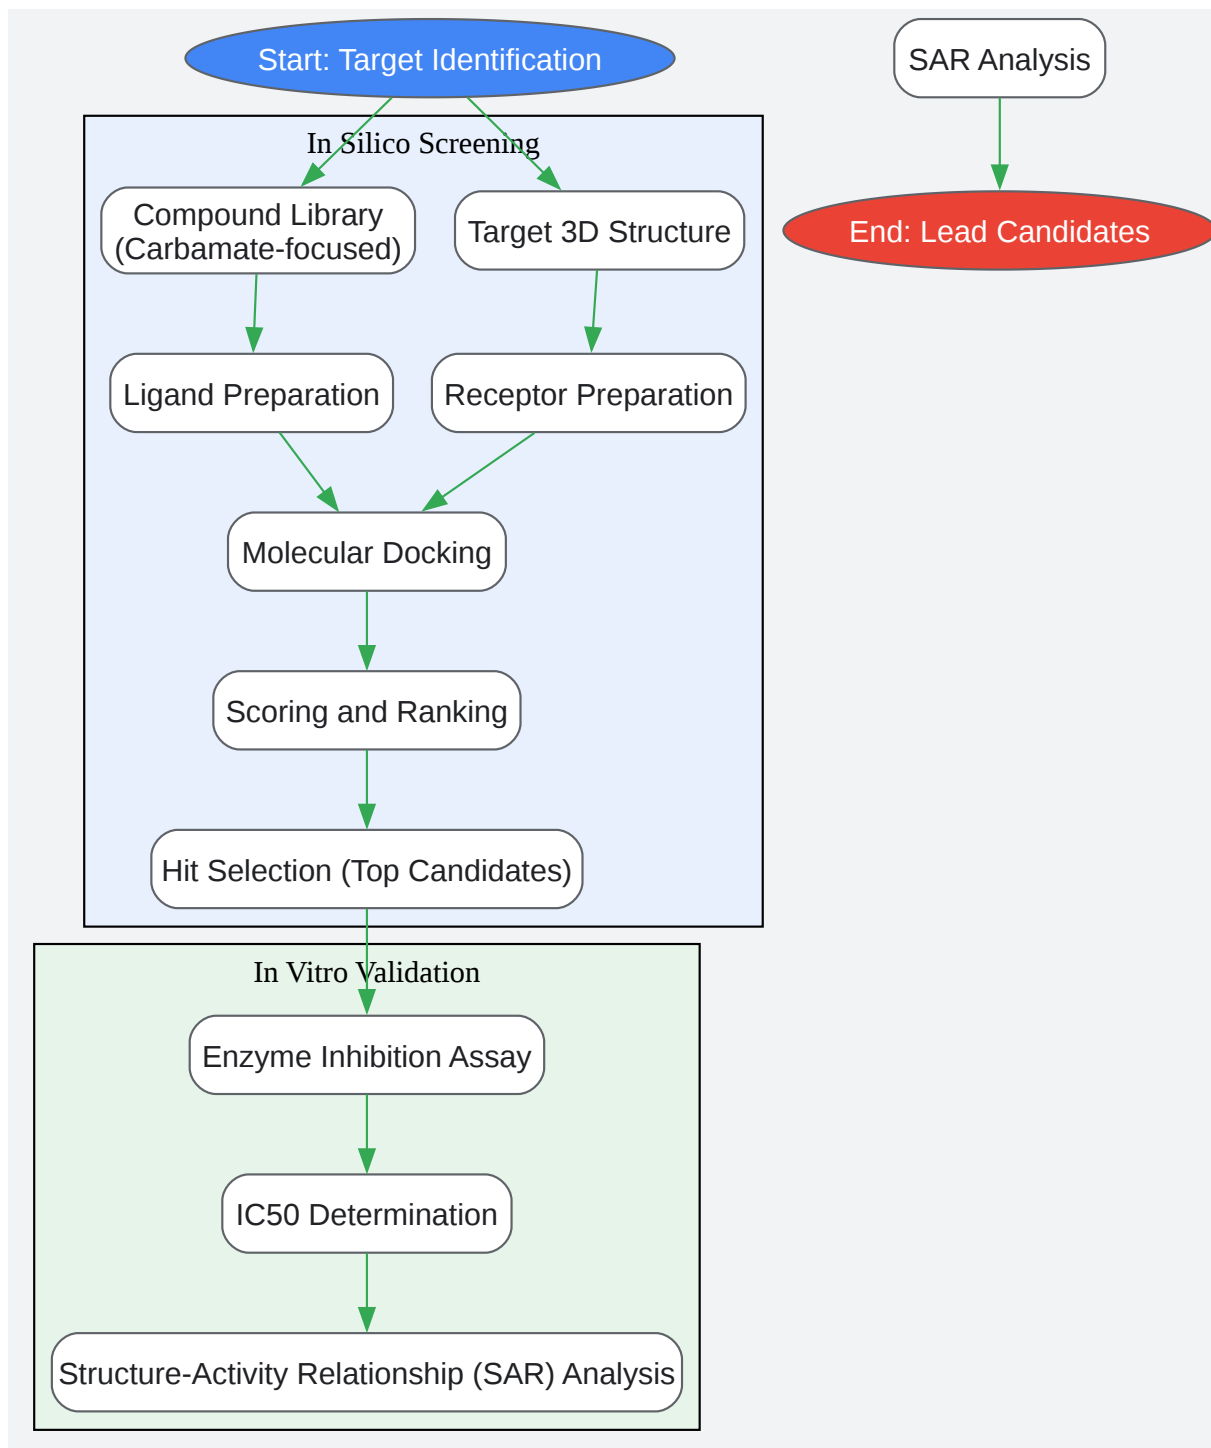 Start: Target Identification
SAR Analysis
In Silico Screening
Compound Library
(Carbamate-focused)
Target 3D Structure
End: Lead Candidates
Ligand Preparation
Receptor Preparation
Molecular Docking
Scoring and Ranking
Hit Selection (Top Candidates)
In Vitro Validation
Enzyme Inhibition Assay
IC50 Determination
Structure-Activity Relationship (SAR) Analysis